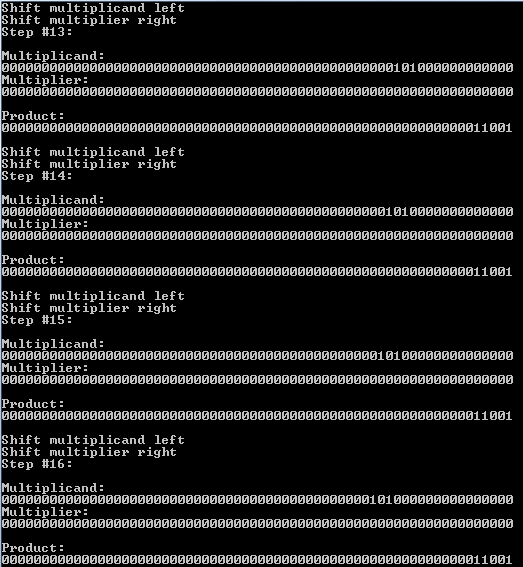 Shift multiplicand left
Shift multiplier right
Step #13:
Multiplicand:
0000000000000000000000000000000000000000000000000101000000000000
Multiplier:
0000000000000000000000000000000000000000000000000000000000000000
Product:
0000000000000000000000000000000000000000000000000000000000011001
Shift multiplicand left
Shift multiplier right
Step #14:
Multiplicand:
0000000000000000000000000000000000000000000000001010000000000000
Multiplier:
0000000000000000000000000000000000000000000000000000000000000000
Product:
0000000000000000000000000000000000000000000000000000000000011001
Shift multiplicand left
Shift multiplier right
Step #15:
Multiplicand:
0000000000000000000000000000000000000000000000010100000000000000
Multiplier:
0000000000000000000000000000000000000000000000000000000000000000
Product:
0000000000000000000000000000000000000000000000000000000000011001
Shift multiplicand left
Shift multiplier right
Step #16:
Multiplicand:
0000000000000000000000000000000000000000000000101000000000000000
Multiplier:
0000000000000000000000000000000000000000000000000000000000000000
Product:
0000000000000000000000000000000000000000000000000000000000011001